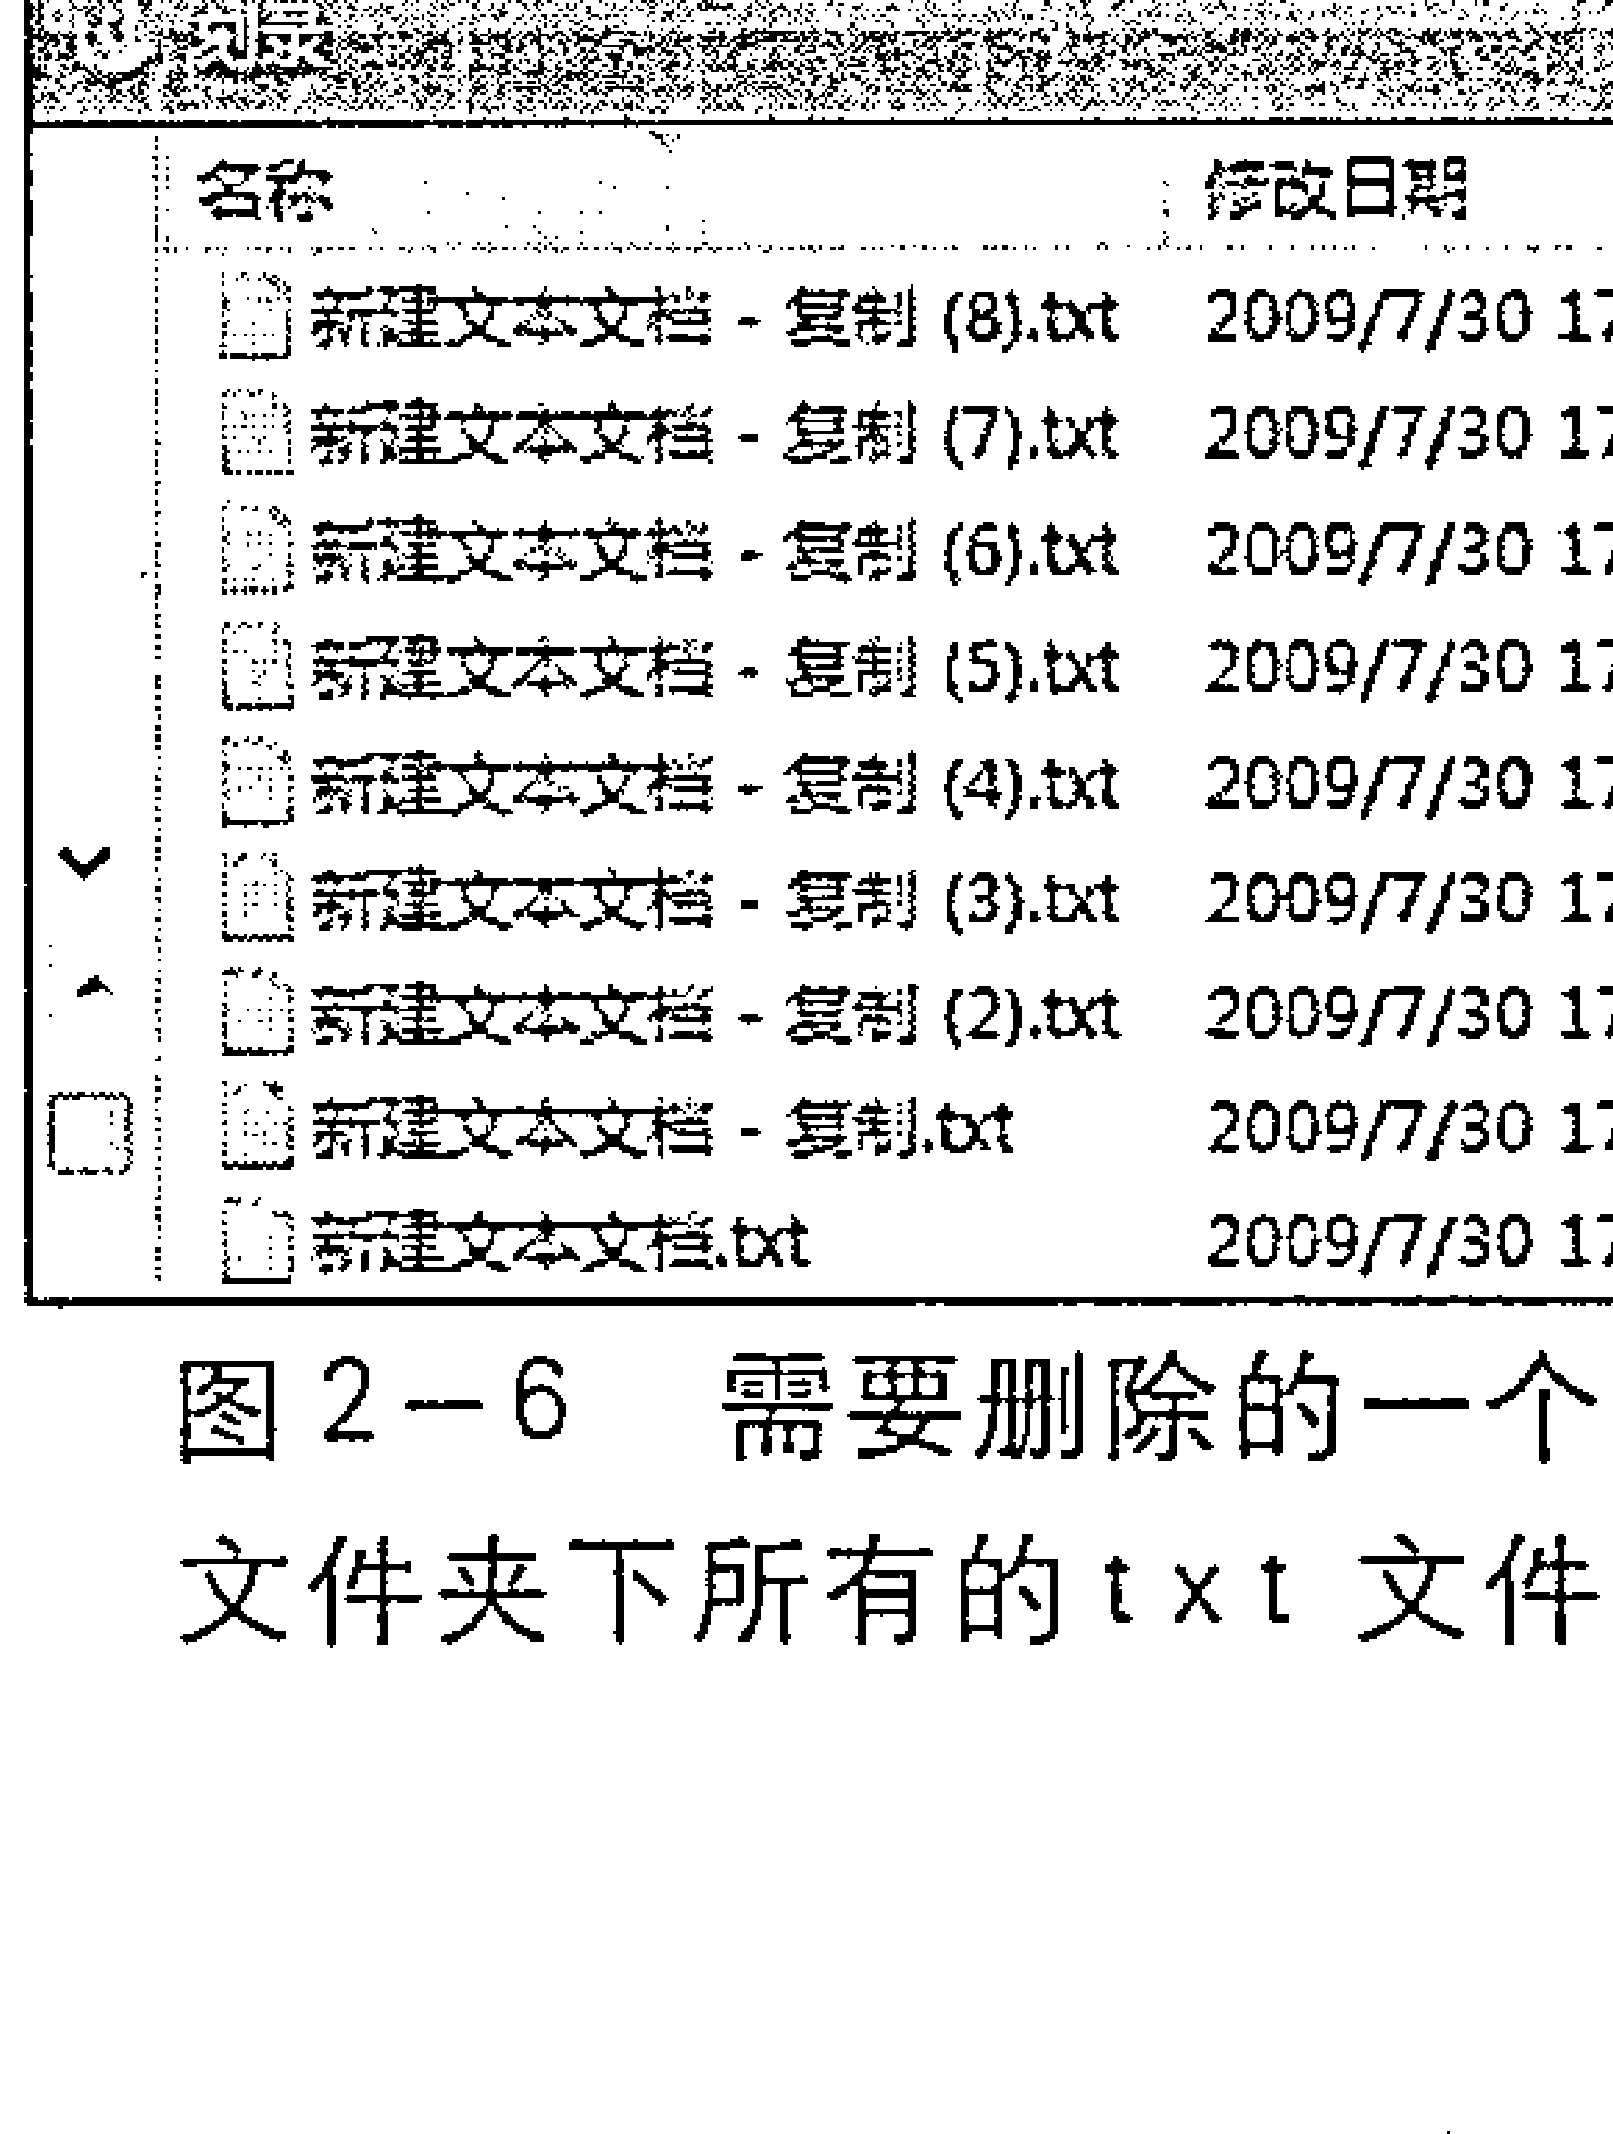 名称 修改日期
新建文本文档 - 复制 (8).txt 2009/7/30 17
新建文本文档 - 复制 (7).txt 2009/7/30 17
新建文本文档 - 复制 (6).txt 2009/7/30 17
新建文本文档 - 复制 (5).txt 2009/7/30 17
新建文本文档 - 复制 (4).txt 2009/7/30 17
新建文本文档 - 复制 (3).txt 2009/7/30 17
新建文本文档 - 复制 (2).txt 2009/7/30 17
新建文本文档 - 复制.txt 2009/7/30 17
新建文本文档.txt 2009/7/30 17
图2-6 需要删除的一个
文件夹下所有的txt文件